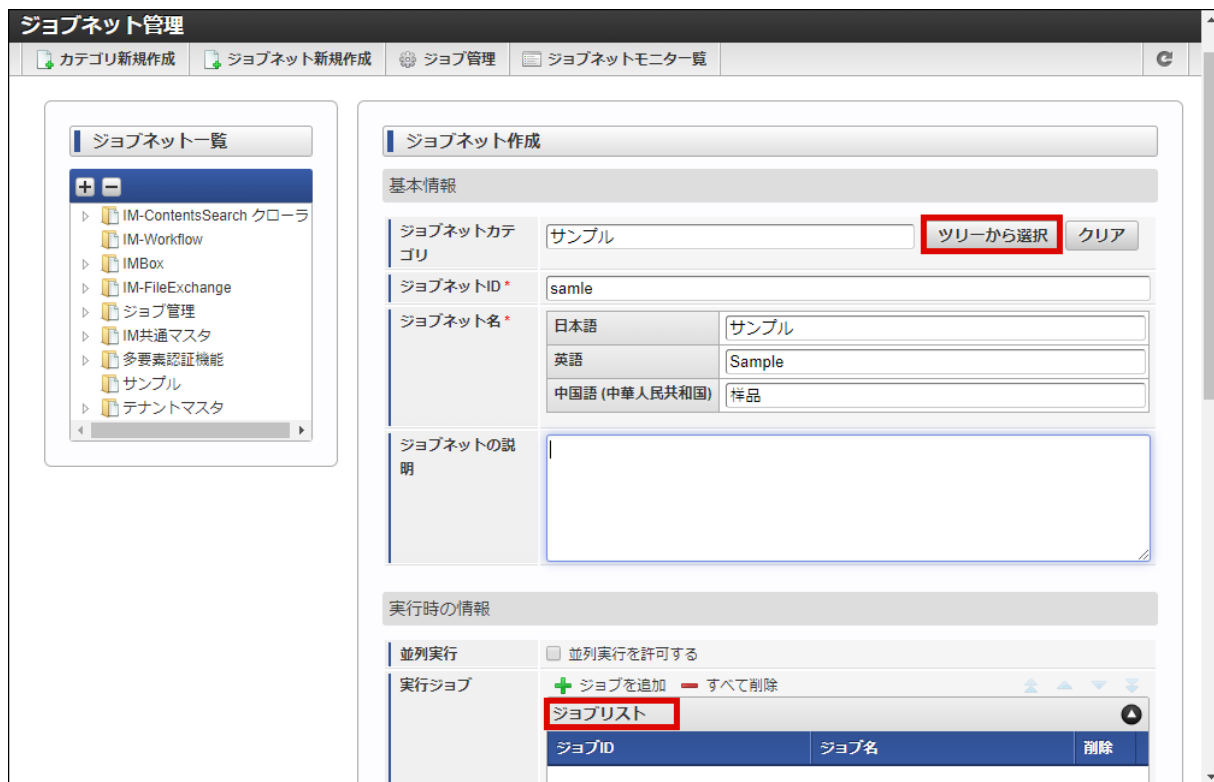 ジョブネット管理
カテゴリ新規作成 ジョブネット新規作成 ジョブ管理 ジョブネットモニター覧
ジョブネット一覧
IM-ContentsSearch クローラ
IM-Workflow
IMBox
IM-FileExchange
ジョブ管理
IM共通マスタ
多要素認証機能
サンプル
テナントマスタ
ジョブネット作成
基本情報
ジョブネットカテ
ゴリ
サンプル ツリーから選択 クリア
ジョブネットID* samle
ジョブネット名*
日本語 サンプル
英語 Sample
中国語 (中華人民共和国) 样品
ジョブネットの説
明
実行時の情報
並列実行 並列実行を許可する
実行ジョブ ジョブを追加 すべて削除
ジョブリスト
ジョブID ジョブ名 削除